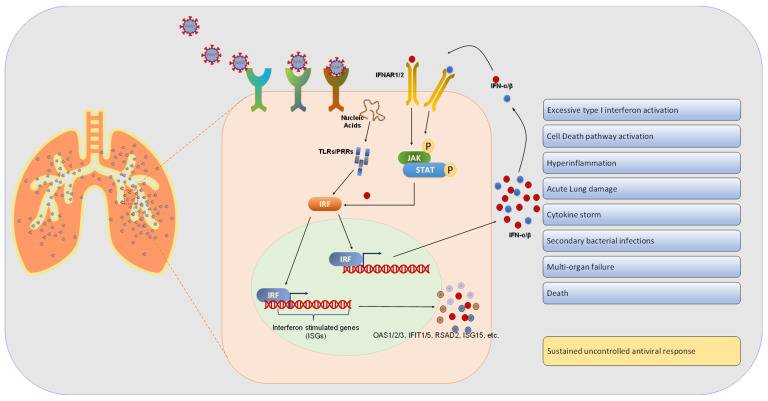 IFNAR1/2
IFN-α/β
Nucleic
Acids
TLRs/PRRs
P
JAK
STAT
P
IRF
IFN-α/β
IRF
IRF
Interferon stimulated genes
(ISGs)
OAS1/2/3, IFIT1/5, RSAD2, ISG15, etc.
Excessive type I interferon activation
Cell Death pathway activation
Hyperinflammation
Acute Lung damage
Cytokine storm
Secondary bacterial infections
Multi-organ failure
Death
Sustained uncontrolled antiviral response